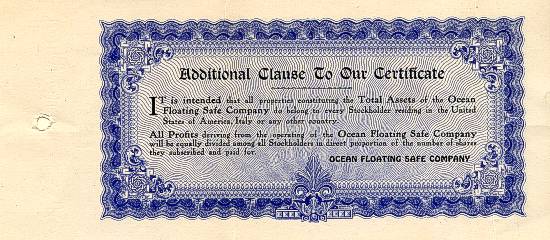 Additional Clause To Our Certificate
IT is intended that all properties constituting the Total Assets of the Ocean
Floating Safe Company do belong to every Stockholder residing in the United
States of America, Italy or any other country.
All Profits deriving from the operating of the Ocean Floating Safe Company
will be equally divided among all Stockholders in direct proportion of the number of shares
they subscribed and paid for.
OCEAN FLOATING SAFE COMPANY